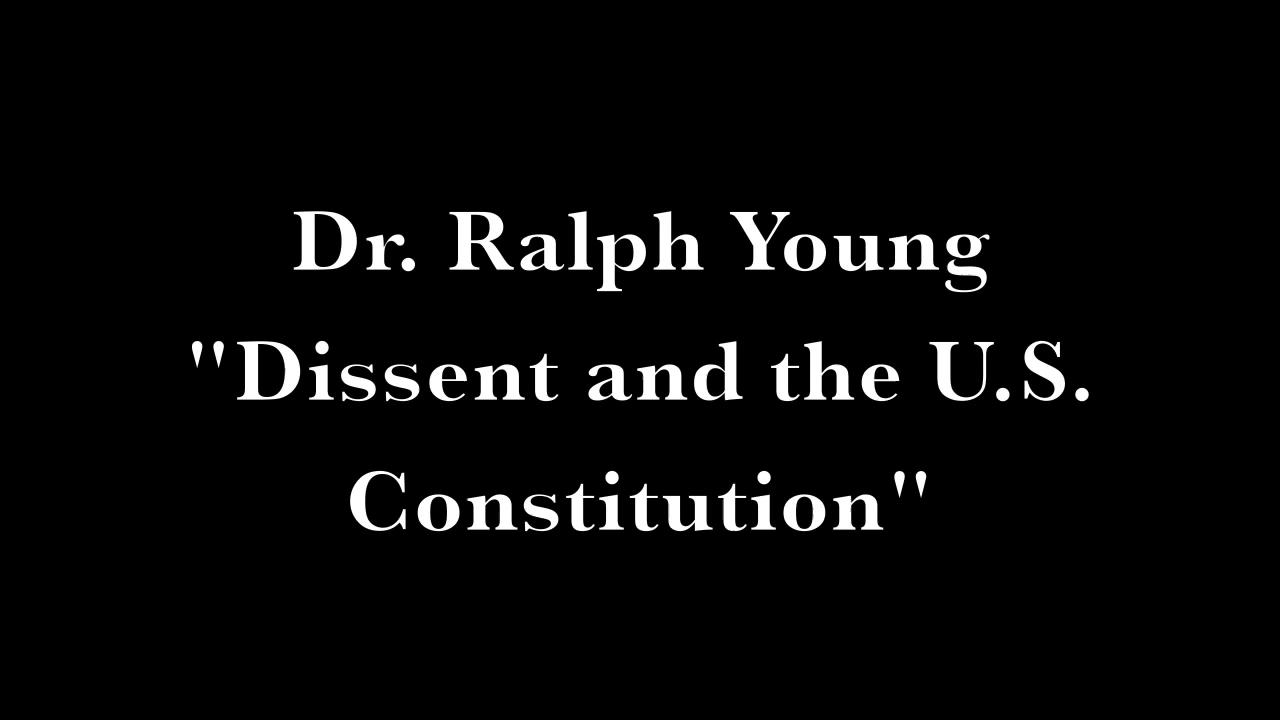 Dr. Ralph Young
"Dissent and the U.S.
Constitution"